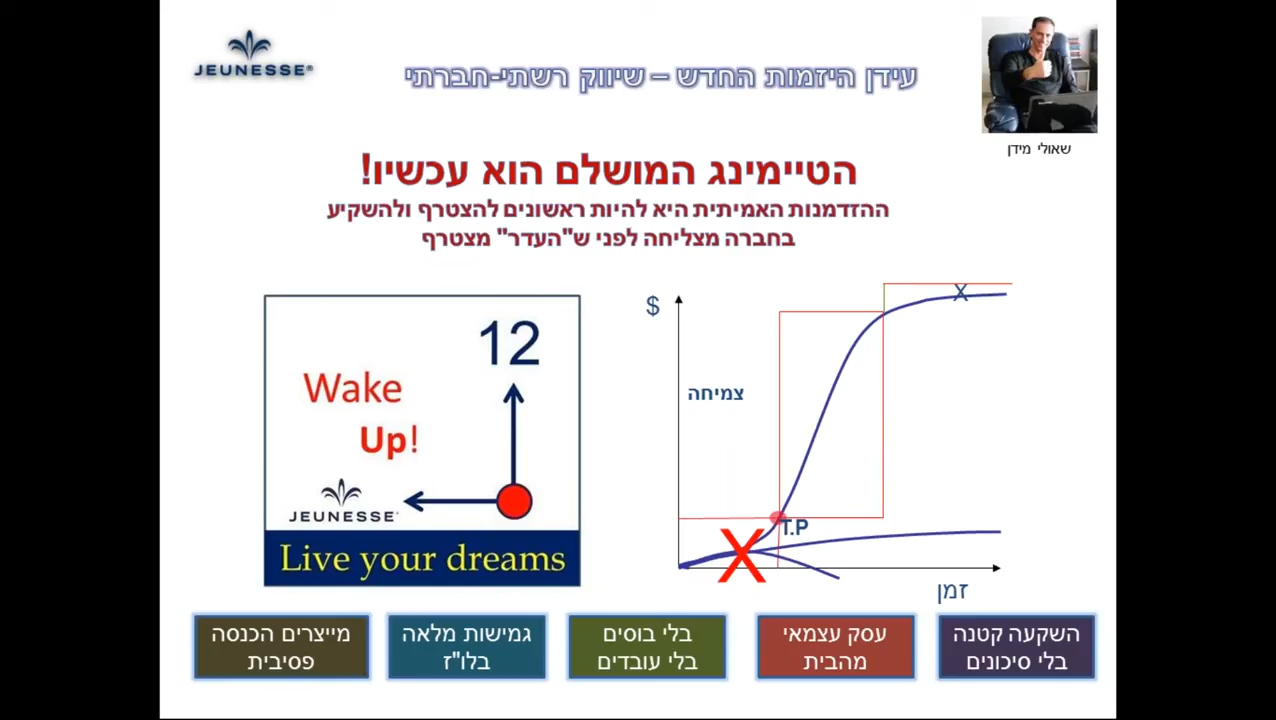 JEUNESSE®
עידן היזמות החדש – שיווק רשתי-חברתי
שאולי מידן
הטיימינג המושלם הוא עכשיו!
ההזדמנות האמיתית היא להיות ראשונים להצטרף ולהשקיע
בחברה מצליחה לפני ש"העדר" מצטרף
12
Wake
Up!
JEUNESSE
Live your dreams
$
צמיחה
X
T.P
X
זמן
השקעה קטנה
בלי סיכונים
עסק עצמאי
מהבית
בלי בוסים
בלי עובדים
גמישות מלאה
בלו"ז
מייצרים הכנסה
פסיבית